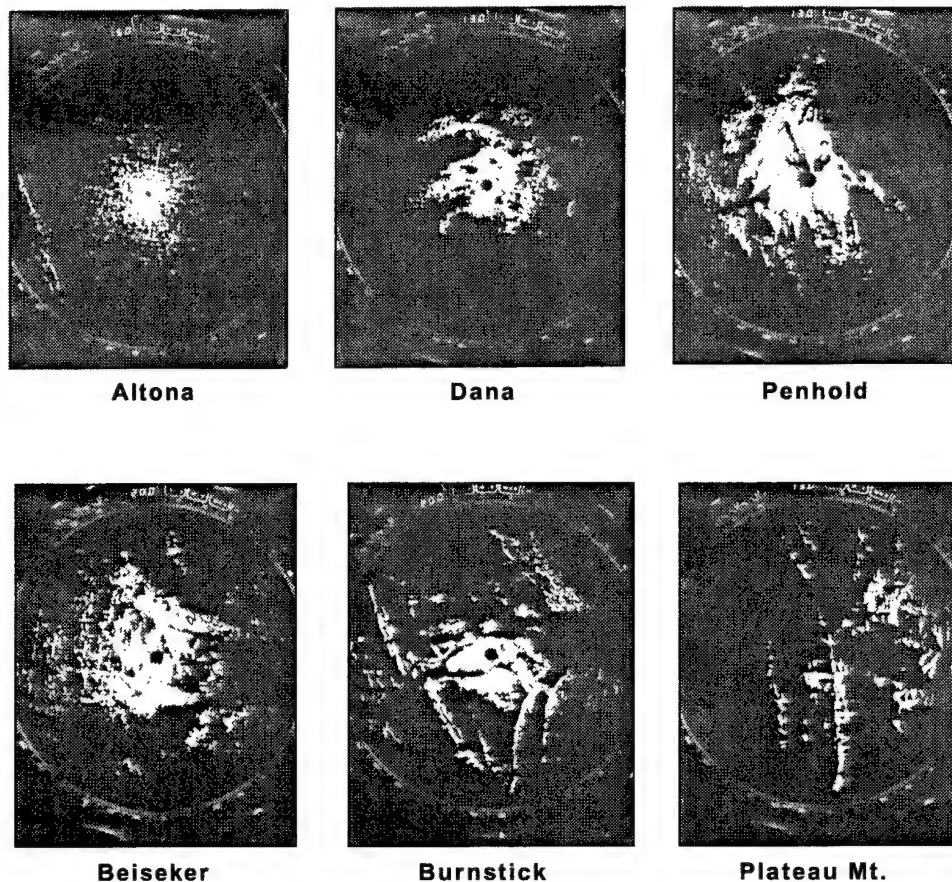 Altona
Dana
Penhold
Beiseker
Burnstick
Plateau Mt.